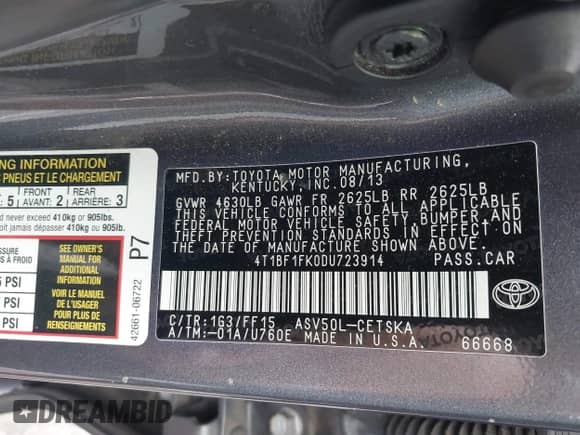 NG INFORMATION
PNEUS ET LE CHARGEMENT
5 FRONT AVANT: 2 REAR ARRIÈRE: 3
never exceed 410kg or 905lbs.
jamais dépasser 410kg ou 905lbs.
À FROID
PSI
PSI
SEE OWNER'S
MANUAL FOR
ADDITIONAL
INFORMATION
VOIR LE MANUEL
DE L'USAGER
POUR PLUS DE
RENSEIGNEMENTS
P7
42661-06722
MFD.BY:TOYOTA MOTOR MANUFACTURING,
KENTUCKY, INC. 08/13
GVWR 4630LB GAWR FR 2625LB RR 2625LB
THIS VEHICLE CONFORMS TO ALL APPLICABLE
FEDERAL MOTOR VEHICLE SAFETY, BUMPER, AND
THEFT PREVENTION STANDARDS IN EFFECT ON
THE DATE OF MANUFACTURE SHOWN ABOVE.
4T1BF1FK0DU723914 PASS.CAR
C/TR:1G3/FF15 ASV50L-CETSKA
A/TM:-01A/U760E MADE IN U.S.A. 66668
TOYOTA
DREAMBID